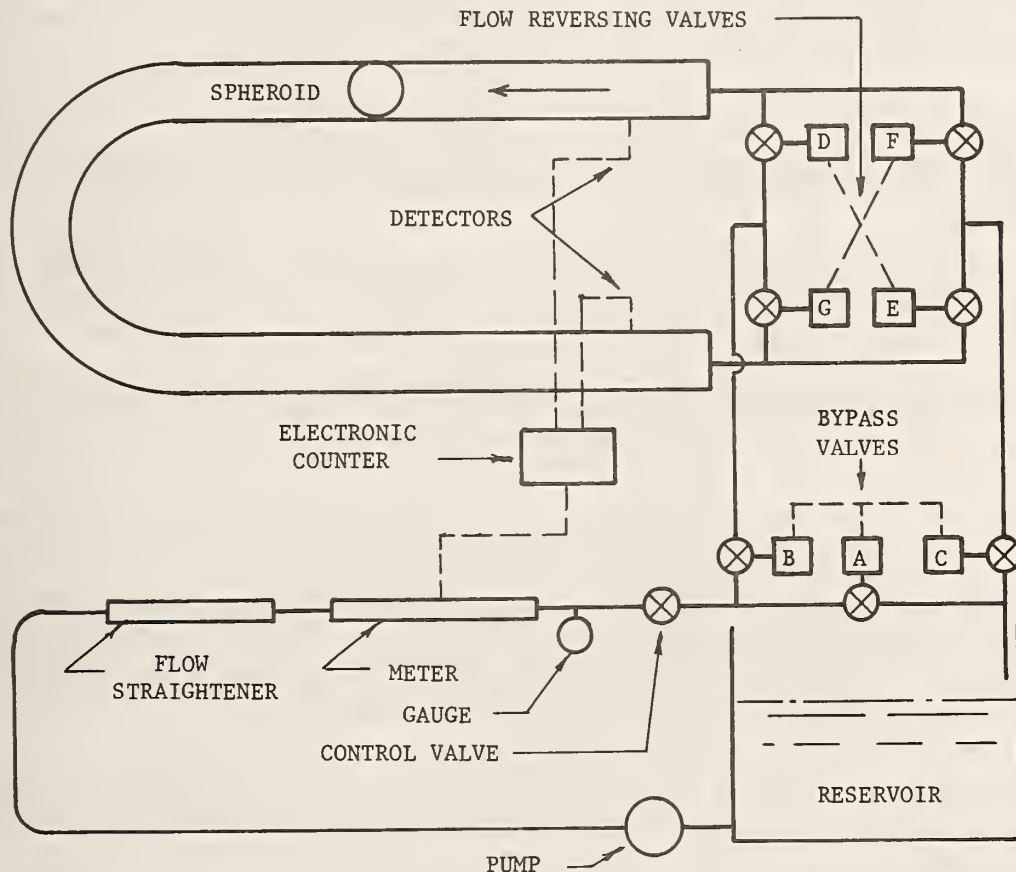 FLOW REVERSING VALVES
SPHEROID
D
F
DETECTORS
G
E
ELECTRONIC
COUNTER
BYPASS
VALVES
B
A
C
FLOW
STRAIGHTENER
METER
GAUGE
CONTROL VALVE
RESERVOIR
PUMP